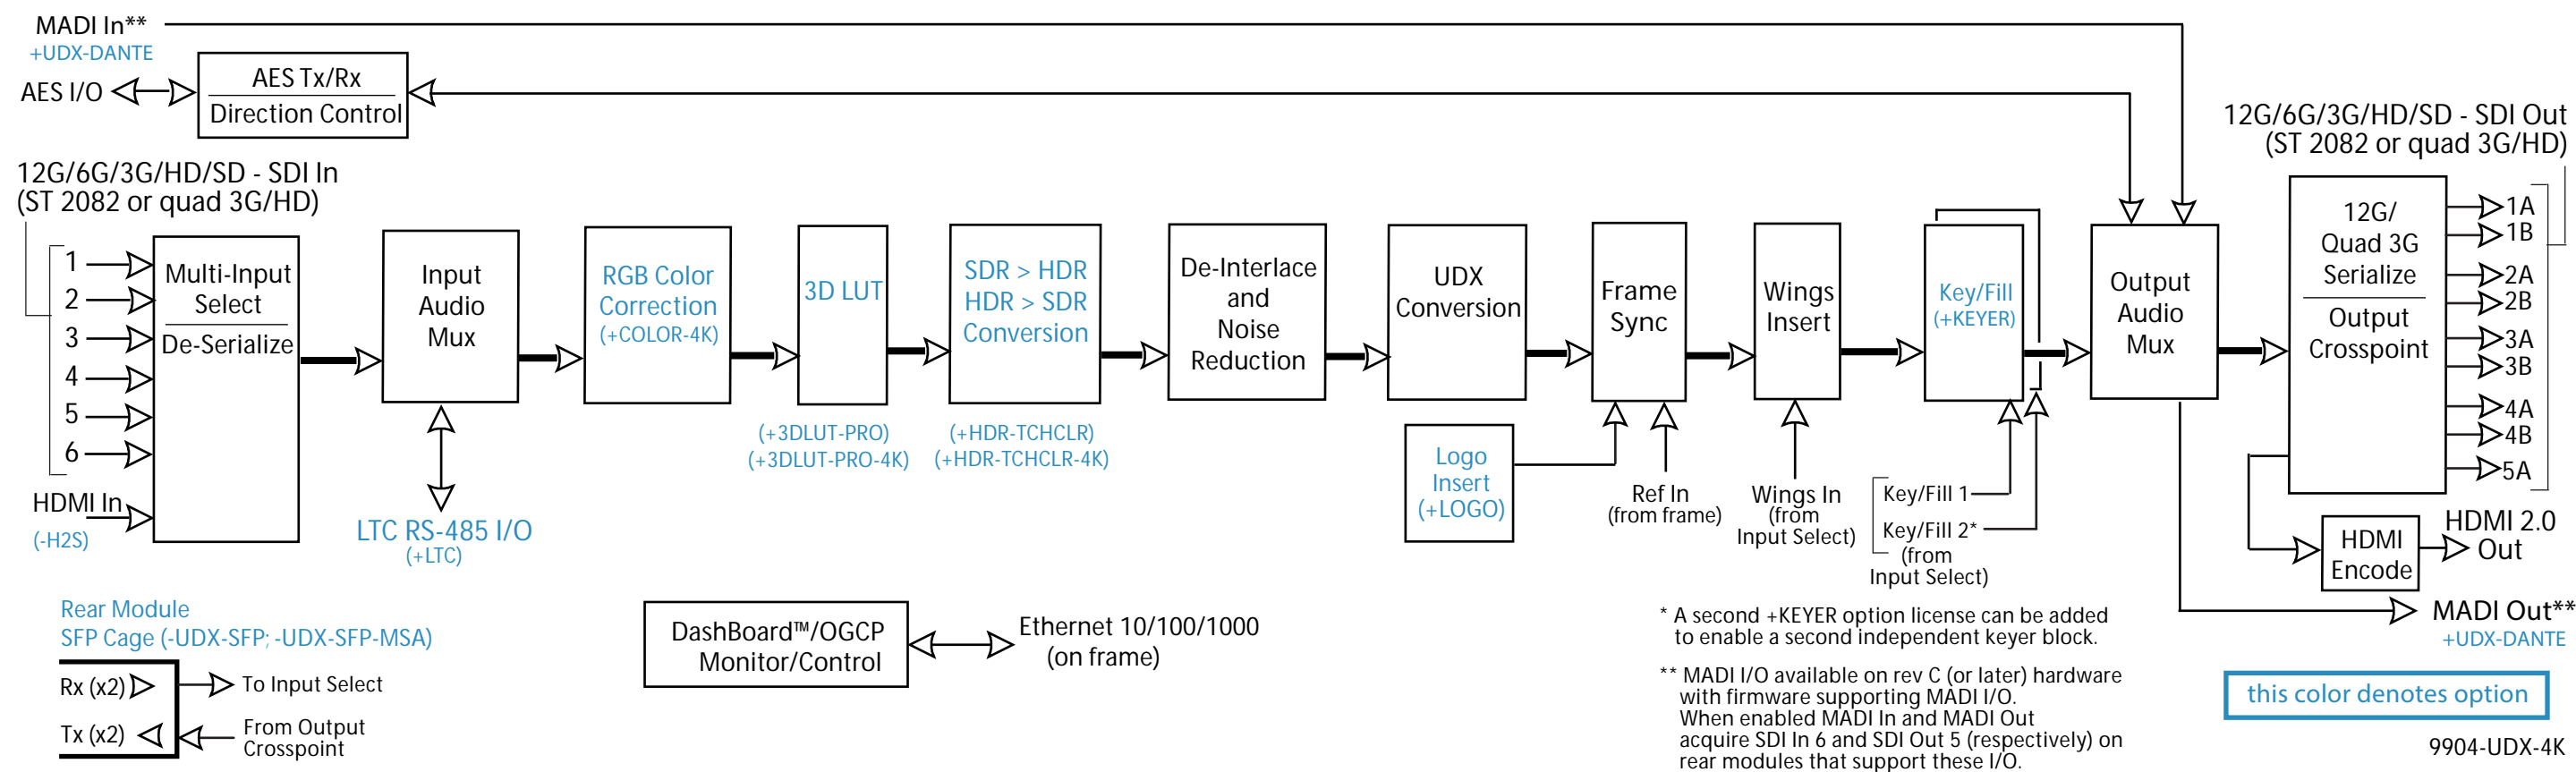 MADI In**
+UDX-DANTE
AES I/O
AES Tx/Rx
Direction Control
12G/6G/3G/HD/SD - SDI In
(ST 2082 or quad 3G/HD)
1
2
3
4
5
6
HDMI In
(-H2S)
Multi-Input
Select
De-Serialize
Input
Audio
Mux
LTC RS-485 I/O
(+LTC)
RGB Color
Correction
(+COLOR-4K)
3D LUT
(+3DLUT-PRO)
(+3DLUT-PRO-4K)
SDR > HDR
HDR > SDR
Conversion
(+HDR-TCHCLR)
(+HDR-TCHCLR-4K)
De-Interlace
and
Noise
Reduction
UDX
Conversion
Logo
Insert
(+LOGO)
Frame
Sync
Ref In
(from frame)
Wings
Insert
Wings In
(from
Input Select)
Key/Fill
(+KEYER)
Key/Fill 1
Key/Fill 2*
(from
Input Select)
Output
Audio
Mux
12G/6G/3G/HD/SD - SDI Out
(ST 2082 or quad 3G/HD)
12G/
Quad 3G
Serialize
Output
Crosspoint
1A
1B
2A
2B
3A
3B
4A
4B
5A
HDMI
Encode
HDMI 2.0
Out
MADI Out**
+UDX-DANTE
Rear Module
SFP Cage (-UDX-SFP; -UDX-SFP-MSA)
Rx (x2)
To Input Select
Tx (x2)
From Output
Crosspoint
DashBoard™/OGCP
Monitor/Control
Ethernet 10/100/1000
(on frame)
* A second +KEYER option license can be added
to enable a second independent keyer block.
** MADI I/O available on rev C (or later) hardware
with firmware supporting MADI I/O.
When enabled MADI In and MADI Out
acquire SDI In 6 and SDI Out 5 (respectively) on
rear modules that support these I/O.
this color denotes option
9904-UDX-4K